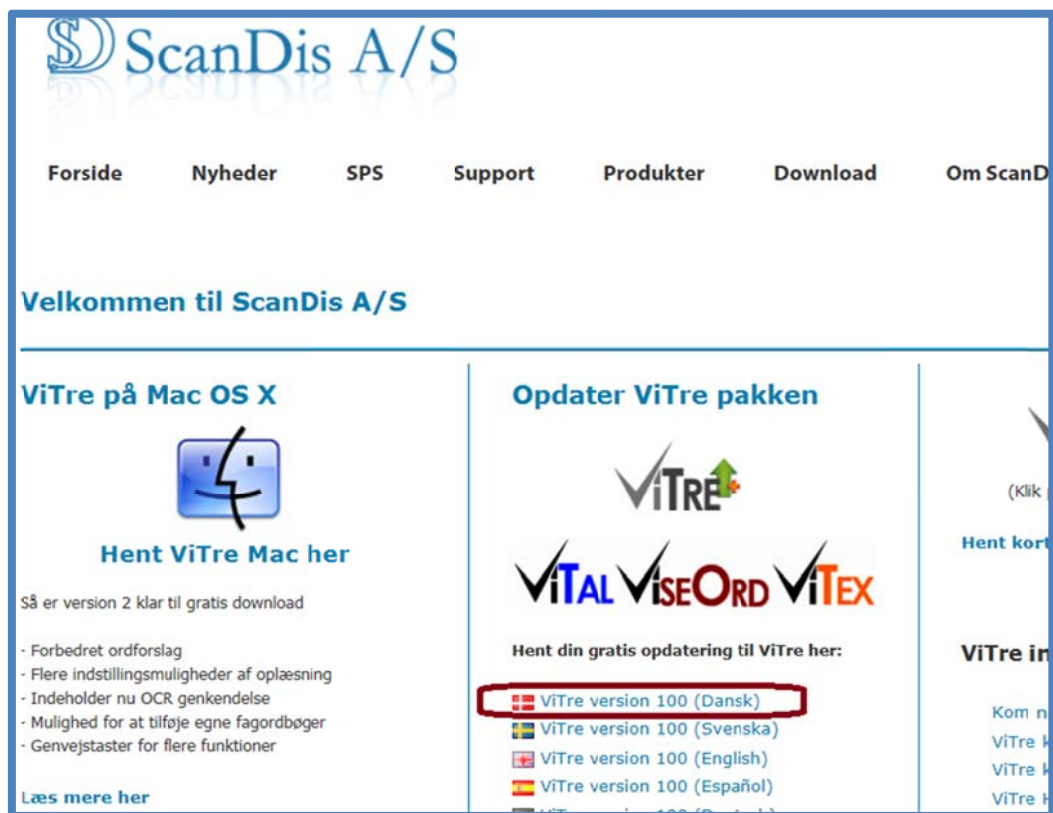 ScanDis A/S
Forside Nyheder SPS Support Produkter Download Om ScanD
Velkommen til ScanDis A/S
ViTre på Mac OS X
Hent ViTre Mac her
Så er version 2 klar til gratis download
- Forbedret ordforslag
- Flere indstillingsmuligheder af oplæsning
- Indeholder nu OCR genkendelse
- Mulighed for at tilføje egne fagordbøger
- Genvejstaster for flere funktioner
Læs mere her
Opdater ViTre pakken
ViTRE
ViTAL ViSEORD ViTEX
Hent din gratis opdatering til ViTre her:
ViTre version 100 (Dansk)
ViTre version 100 (Svenska)
ViTre version 100 (English)
ViTre version 100 (Español)
(Klik
Hent kort
ViTre in
Kom n
ViTre k
ViTre k
ViTre H